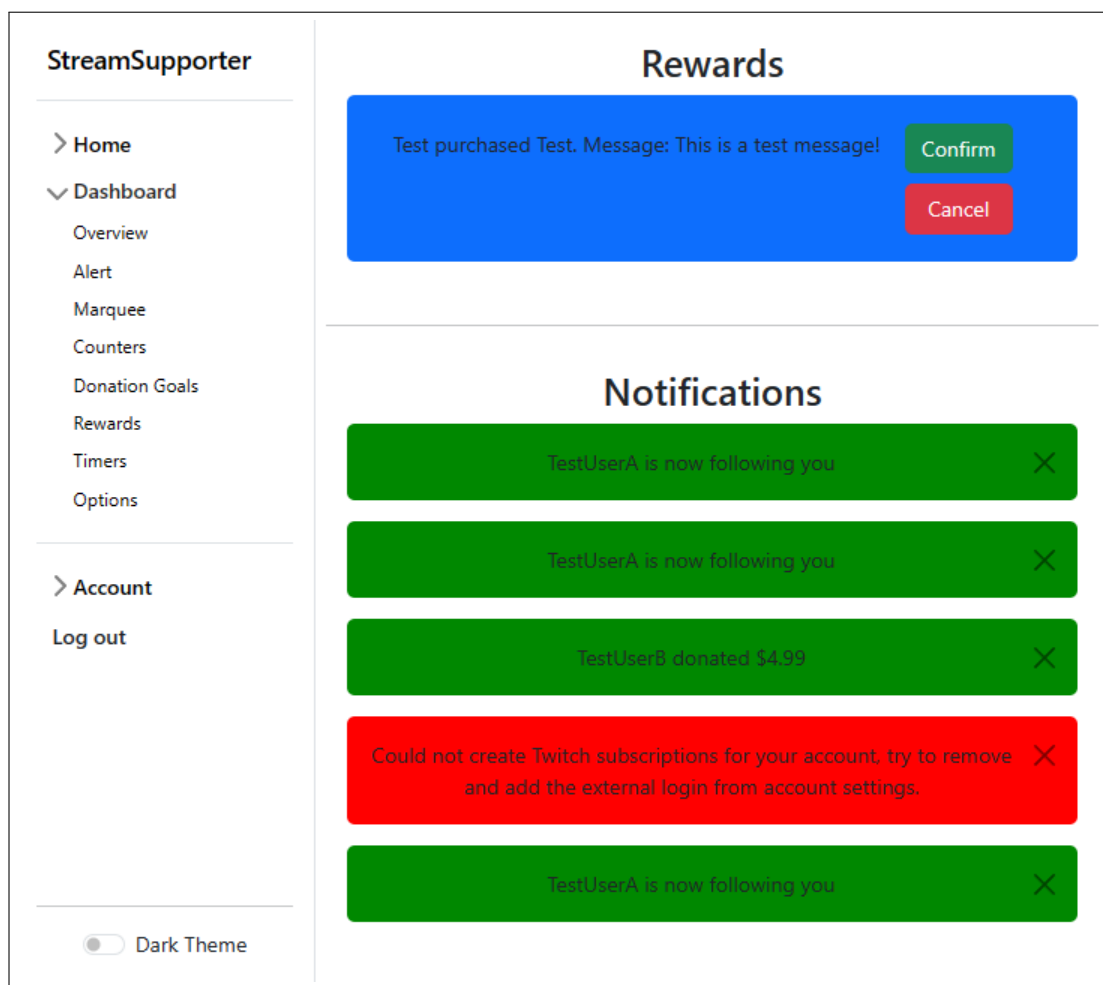 StreamSupporter
Home
Dashboard
Overview
Alert
Marquee
Counters
Donation Goals
Rewards
Timers
Options
Account
Log out
Dark Theme
Rewards
Test purchased Test. Message: This is a test message!
Confirm
Cancel
Notifications
TestUserA is now following you
TestUserA is now following you
TestUserB donated $4.99
Could not create Twitch subscriptions for your account, try to remove
and add the external login from account settings.
TestUserA is now following you